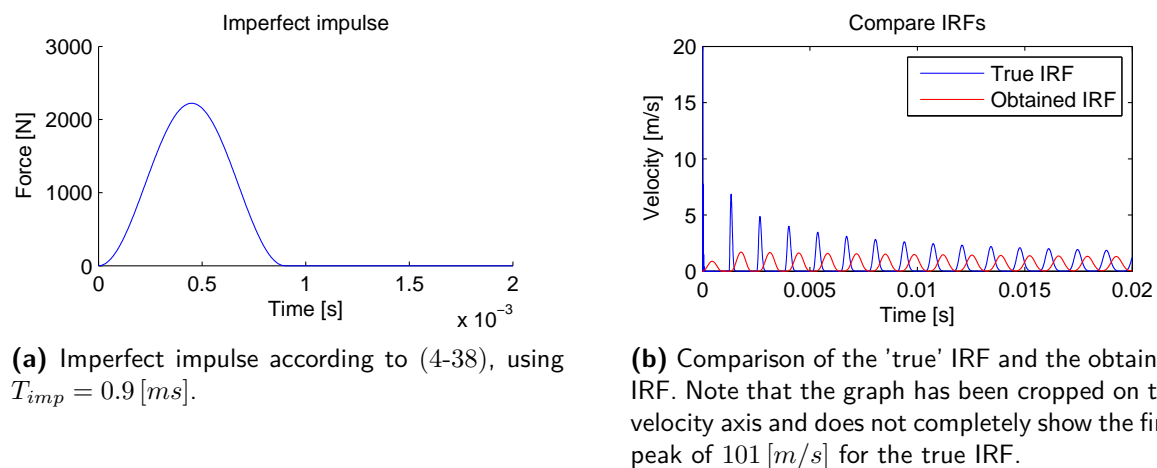 Imperfect impulse
3000
2000
1000
0
Force [N]
0
0.5
1
1.5
2
Time [s]
x 10⁻³
(a) Imperfect impulse according to (4-38), using
T_imp = 0.9 [ms].
Compare IRFs
20
15
10
5
0
Velocity [m/s]
True IRF
Obtained IRF
0
0.005
0.01
0.015
0.02
Time [s]
(b) Comparison of the 'true' IRF and the obtain
IRF. Note that the graph has been cropped on t
velocity axis and does not completely show the fir
peak of 101 [m/s] for the true IRF.